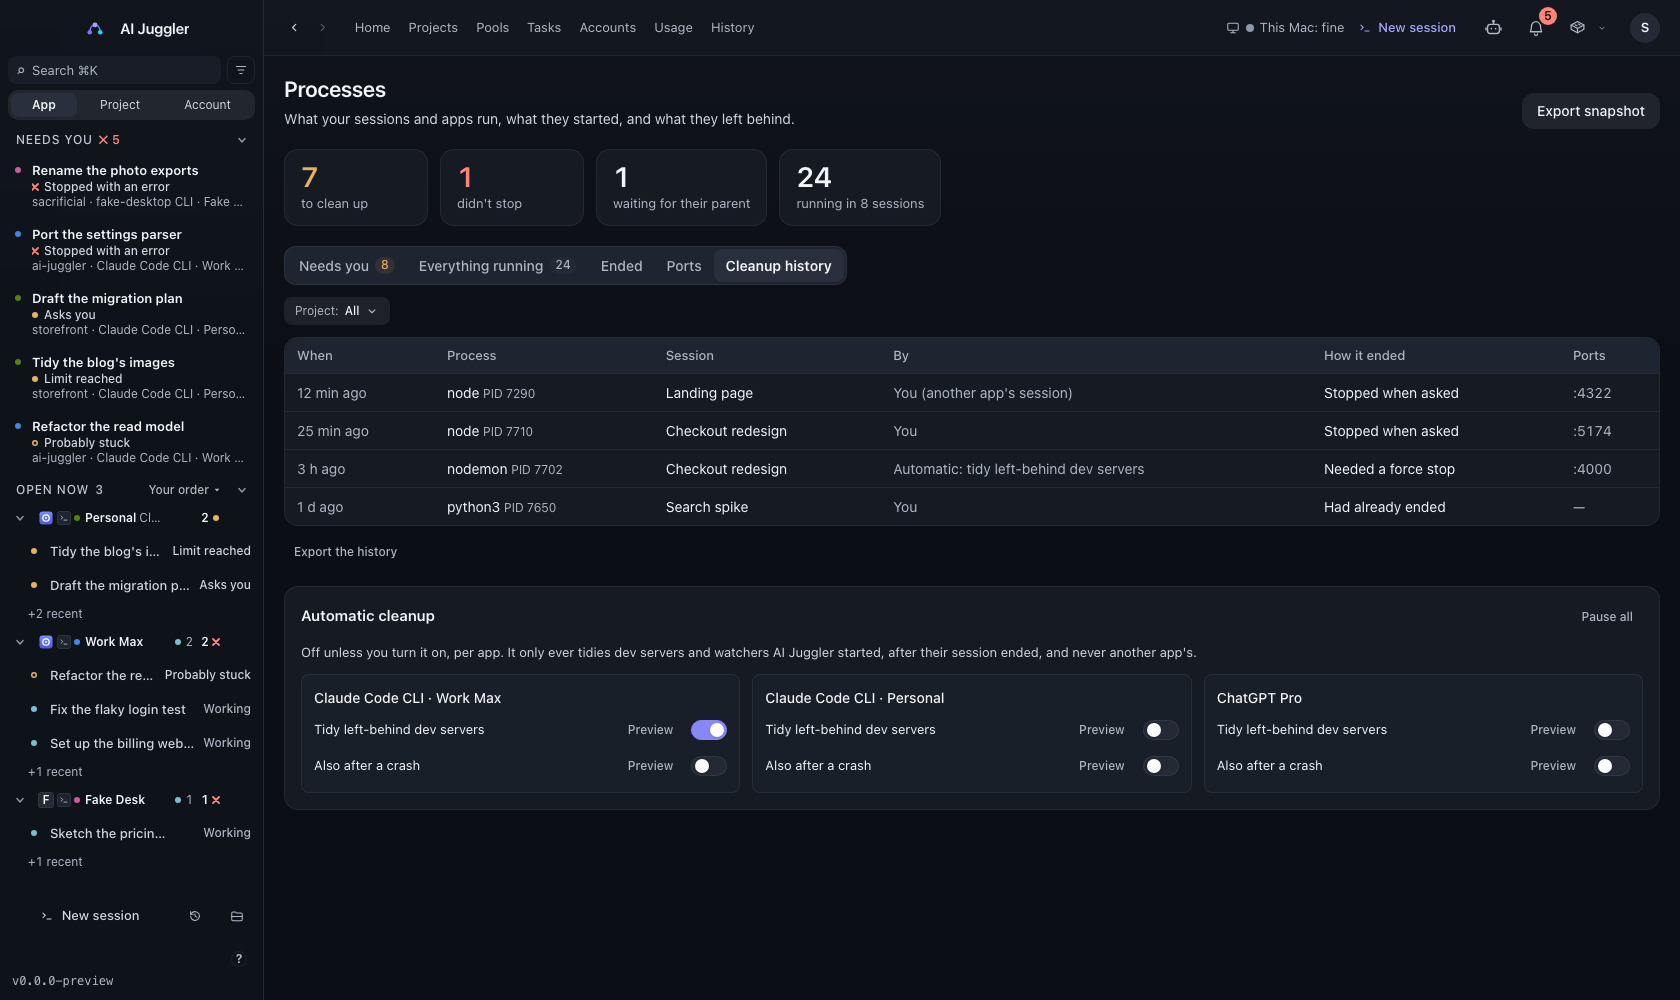 AI Juggler
Search ⌘K
App Project Account
NEEDS YOU 5
Rename the photo exports
Stopped with an error
sacrificial · fake-desktop CLI · Fake ...
Port the settings parser
Stopped with an error
ai-juggler · Claude Code CLI · Work ...
Draft the migration plan
Asks you
storefront · Claude Code CLI · Perso...
Tidy the blog's images
Limit reached
storefront · Claude Code CLI · Perso...
Refactor the read model
Probably stuck
ai-juggler · Claude Code CLI · Work ...
OPEN NOW 3 Your order
Personal Cl... 2
Tidy the blog's i... Limit reached
Draft the migration p... Asks you
+2 recent
Work Max 2 2
Refactor the re... Probably stuck
Fix the flaky login test Working
Set up the billing web... Working
+1 recent
F Fake Desk 1 1
Sketch the pricin... Working
+1 recent
New session
?
v0.0.0-preview
Home Projects Pools Tasks Accounts Usage History
This Mac: fine New session 5 S
Processes
What your sessions and apps run, what they started, and what they left behind.
Export snapshot
7
to clean up
1
didn't stop
1
waiting for their parent
24
running in 8 sessions
Needs you 8 Everything running 24 Ended Ports Cleanup history
Project: All
When Process Session By How it ended Ports
12 min ago node PID 7290 Landing page You (another app's session) Stopped when asked :4322
25 min ago node PID 7710 Checkout redesign You Stopped when asked :5174
3 h ago nodemon PID 7702 Checkout redesign Automatic: tidy left-behind dev servers Needed a force stop :4000
1 d ago python3 PID 7650 Search spike You Had already ended —
Export the history
Automatic cleanup Pause all
Off unless you turn it on, per app. It only ever tidies dev servers and watchers AI Juggler started, after their session ended, and never another app's.
Claude Code CLI · Work Max
Tidy left-behind dev servers Preview
Also after a crash Preview
Claude Code CLI · Personal
Tidy left-behind dev servers Preview
Also after a crash Preview
ChatGPT Pro
Tidy left-behind dev servers Preview
Also after a crash Preview